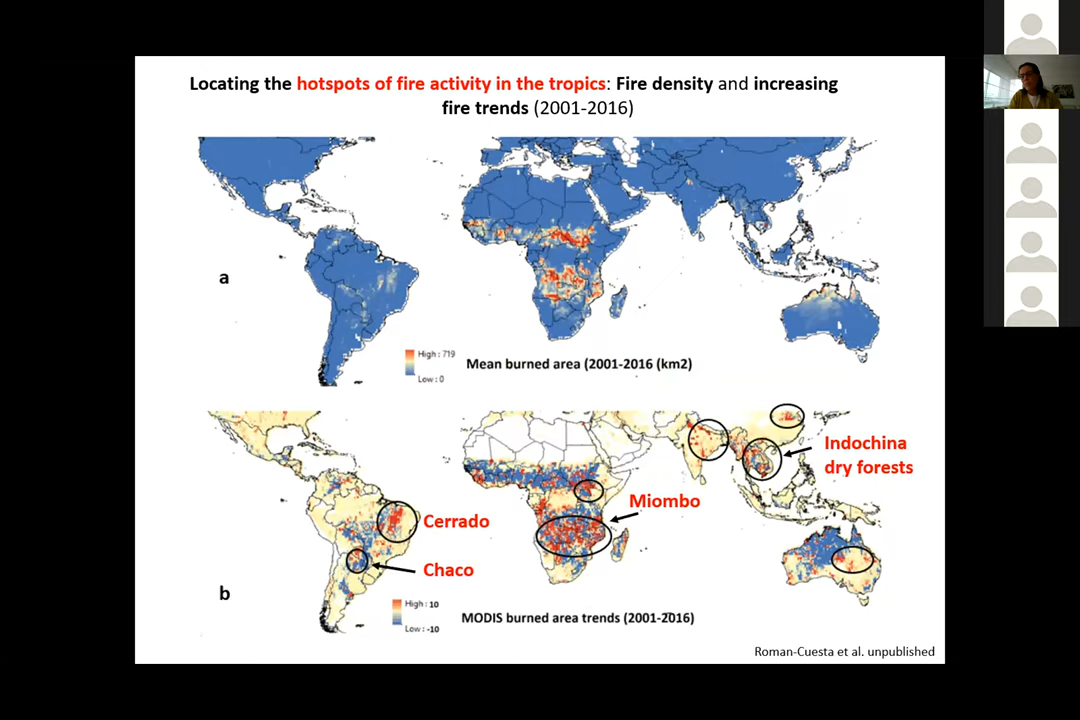 Locating the hotspots of fire activity in the tropics: Fire density and increasing
fire trends (2001-2016)
a
High : 719
Low : 0
Mean burned area (2001-2016 (km2)
Indochina
dry forests
Miombo
Cerrado
Chaco
b
High : 10
Low : -10
MODIS burned area trends (2001-2016)
Roman-Cuesta et al. unpublished